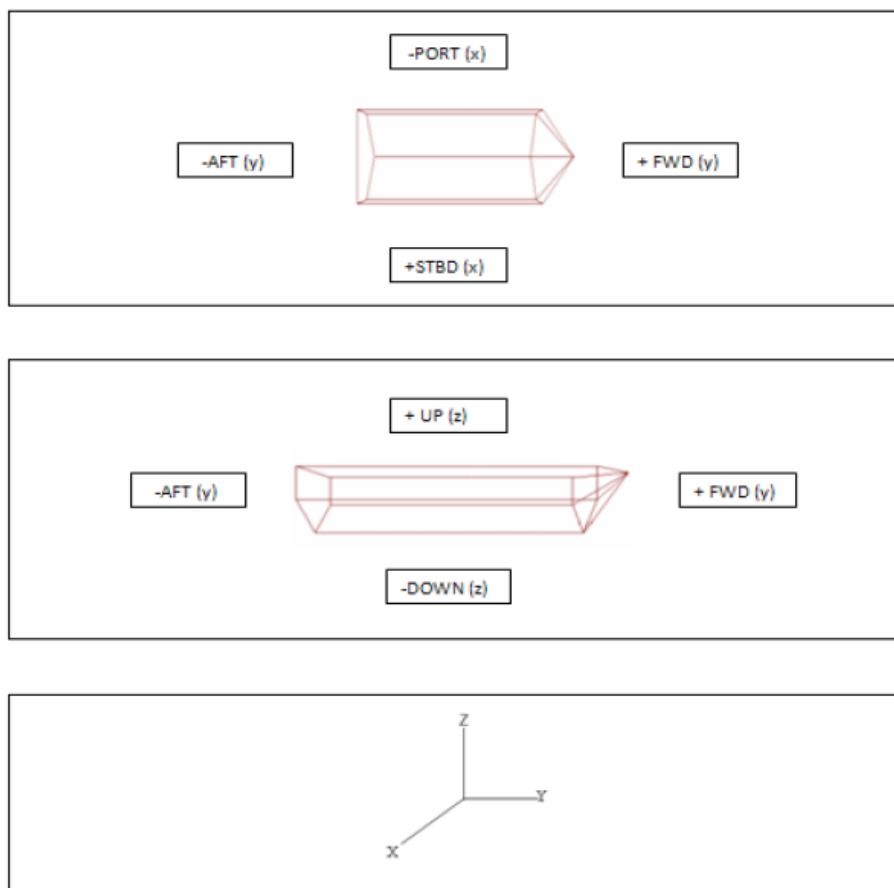 -PORT (x)
-AFT (y)
+ FWD (y)
+STBD (x)
+ UP (z)
-AFT (y)
+ FWD (y)
-DOWN (z)
Z
Y
X